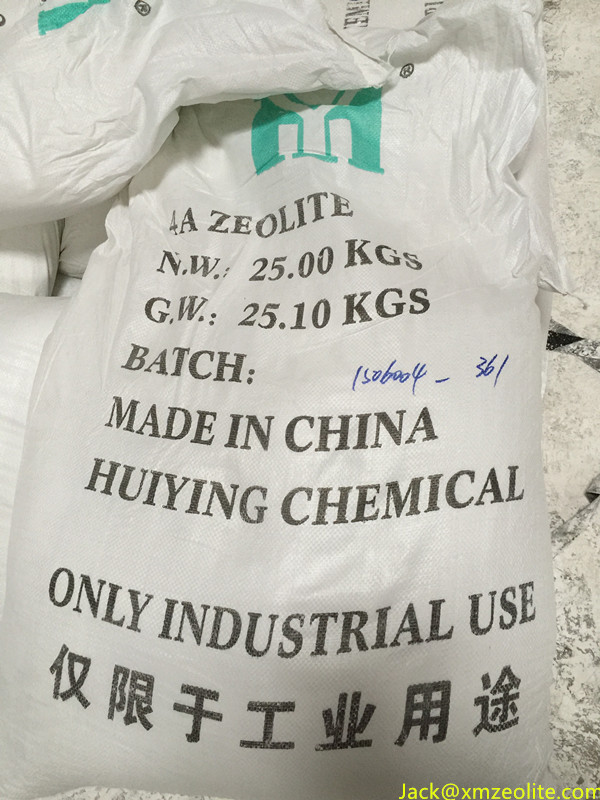 ®
®
4A ZEOLITE
N.W.: 25.00 KGS
G.W.: 25.10 KGS
BATCH: 1506004-361
MADE IN CHINA
HUIYING CHEMICAL
ONLY INDUSTRIAL USE
仅限于工业用途
Jack@xmzeolite.com